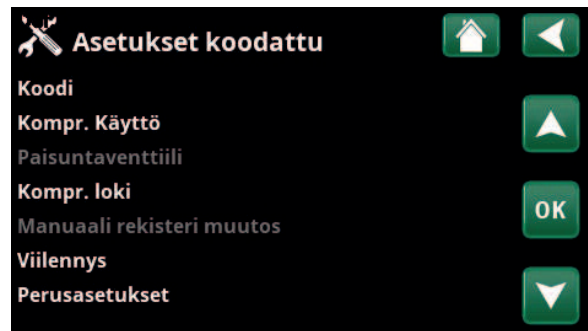 Asetukset koodattu
Koodi
Kompr. Käyttö
Paisuntaventtiili
Kompr. loki
Manuaali rekisteri muutos
OK
Viilennys
Perusasetukset